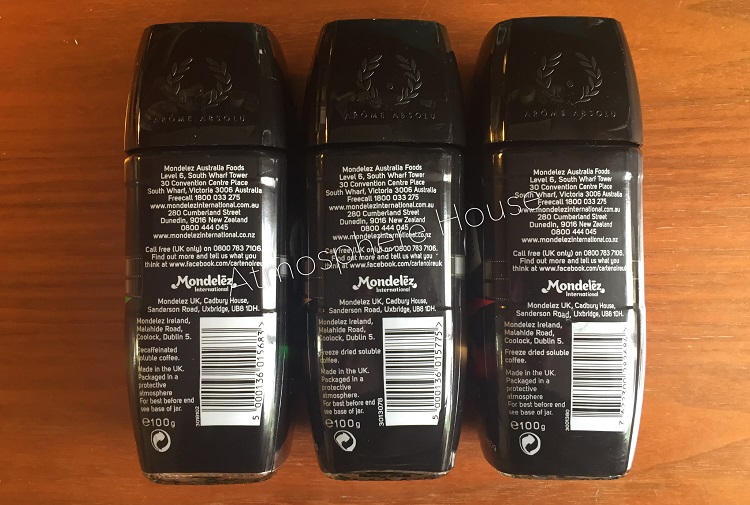 ARÔME ABSOLU
Mondelez Australia Foods
Level 6, South Wharf Tower
30 Convention Centre Place
South Wharf, Victoria 3006 Australia
Freecall 1800 033 275
www.mondelezinternational.com.au
280 Cumberland Street
Dunedin, 9016 New Zealand
0800 444 045
www.mondelezinternational.co.nz
Call free (UK only) on 0800 783 7106.
Find out more and tell us what you
think at www.facebook.com/cartenoireuk
Mondelēz
International
Mondelez UK, Cadbury House,
Sanderson Road, Uxbridge, UB8 1DH.
Mondelez Ireland,
Malahide Road,
Coolock, Dublin 5.
Decaffeinated
soluble coffee.
Made in the UK.
Packaged in a
protective
atmosphere
For best before end
see base of jar.
℮100g
5 000136 015683
ARÔME ABSOLU
Mondelez Australia Foods
Level 6, South Wharf Tower
30 Convention Centre Place
South Wharf, Victoria 3006 Australia
Freecall 1800 033 275
www.mondelezinternational.com.au
280 Cumberland Street
Dunedin, 9016 New Zealand
0800 444 045
www.mondelezinternational.co.nz
Call free (UK only) on 0800 783 7106.
Find out more and tell us what you
think at www.facebook.com/cartenoireuk
Mondelēz
International
Mondelez UK, Cadbury House,
Sanderson Road, Uxbridge, UB8 1DH.
Mondelez Ireland,
Malahide Road,
Coolock, Dublin 5.
Freeze dried soluble
coffee.
Made in the UK.
Packaged in a
protective
atmosphere
For best before end
see base of jar.
℮100g
5 000136 015775
ARÔME ABSOLU
Mondelez Australia Foods
Level 6, South Wharf Tower
30 Convention Centre Place
South Wharf, Victoria 3006 Australia
Freecall 1800 033 275
www.mondelezinternational.com.au
280 Cumberland Street
Dunedin, 9016 New Zealand
0800 444 045
www.mondelezinternational.co.nz
Call free (UK only) on 0800 783 7106.
Find out more and tell us what you
think at www.facebook.com/cartenoireuk
Mondelēz
International
Mondelez UK, Cadbury House,
Sanderson Road, Uxbridge, UB8 1DH.
Mondelez Ireland,
Malahide Road,
Coolock, Dublin 5.
Freeze dried soluble
coffee.
Made in the UK.
Packaged in a
protective
atmosphere
For best before end
see base of jar.
℮100g
Atmosphere House